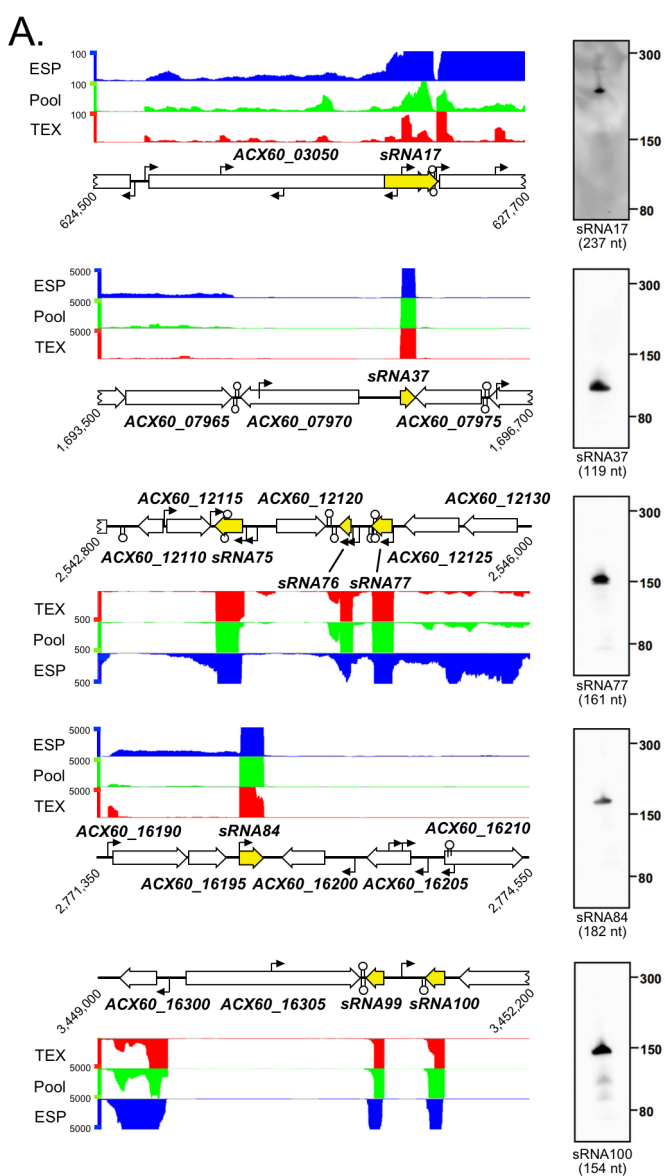 A.
100
ESP
100
Pool
100
TEX
ACX60_03050 sRNA17
624,500 627,700
300
150
80
sRNA17
(237 nt)
5000
ESP
5000
Pool
5000
TEX
sRNA37
ACX60_07965 ACX60_07970 ACX60_07975
1,693,500 1,696,700
300
150
80
sRNA37
(119 nt)
ACX60_12115 ACX60_12120 ACX60_12130
ACX60_12110 sRNA75 ACX60_12125
2,542,800 2,546,000
sRNA76 sRNA77
TEX
500
Pool
500
ESP
500
300
150
80
sRNA77
(161 nt)
5000
ESP
5000
Pool
5000
TEX
ACX60_16190 sRNA84 ACX60_16210
ACX60_16195 ACX60_16200 ACX60_16205
2,771,350 2,774,550
300
150
80
sRNA84
(182 nt)
ACX60_16300 ACX60_16305 sRNA99 sRNA100
3,449,000 3,452,200
TEX
5000
Pool
5000
ESP
5000
300
150
80
sRNA100
(154 nt)